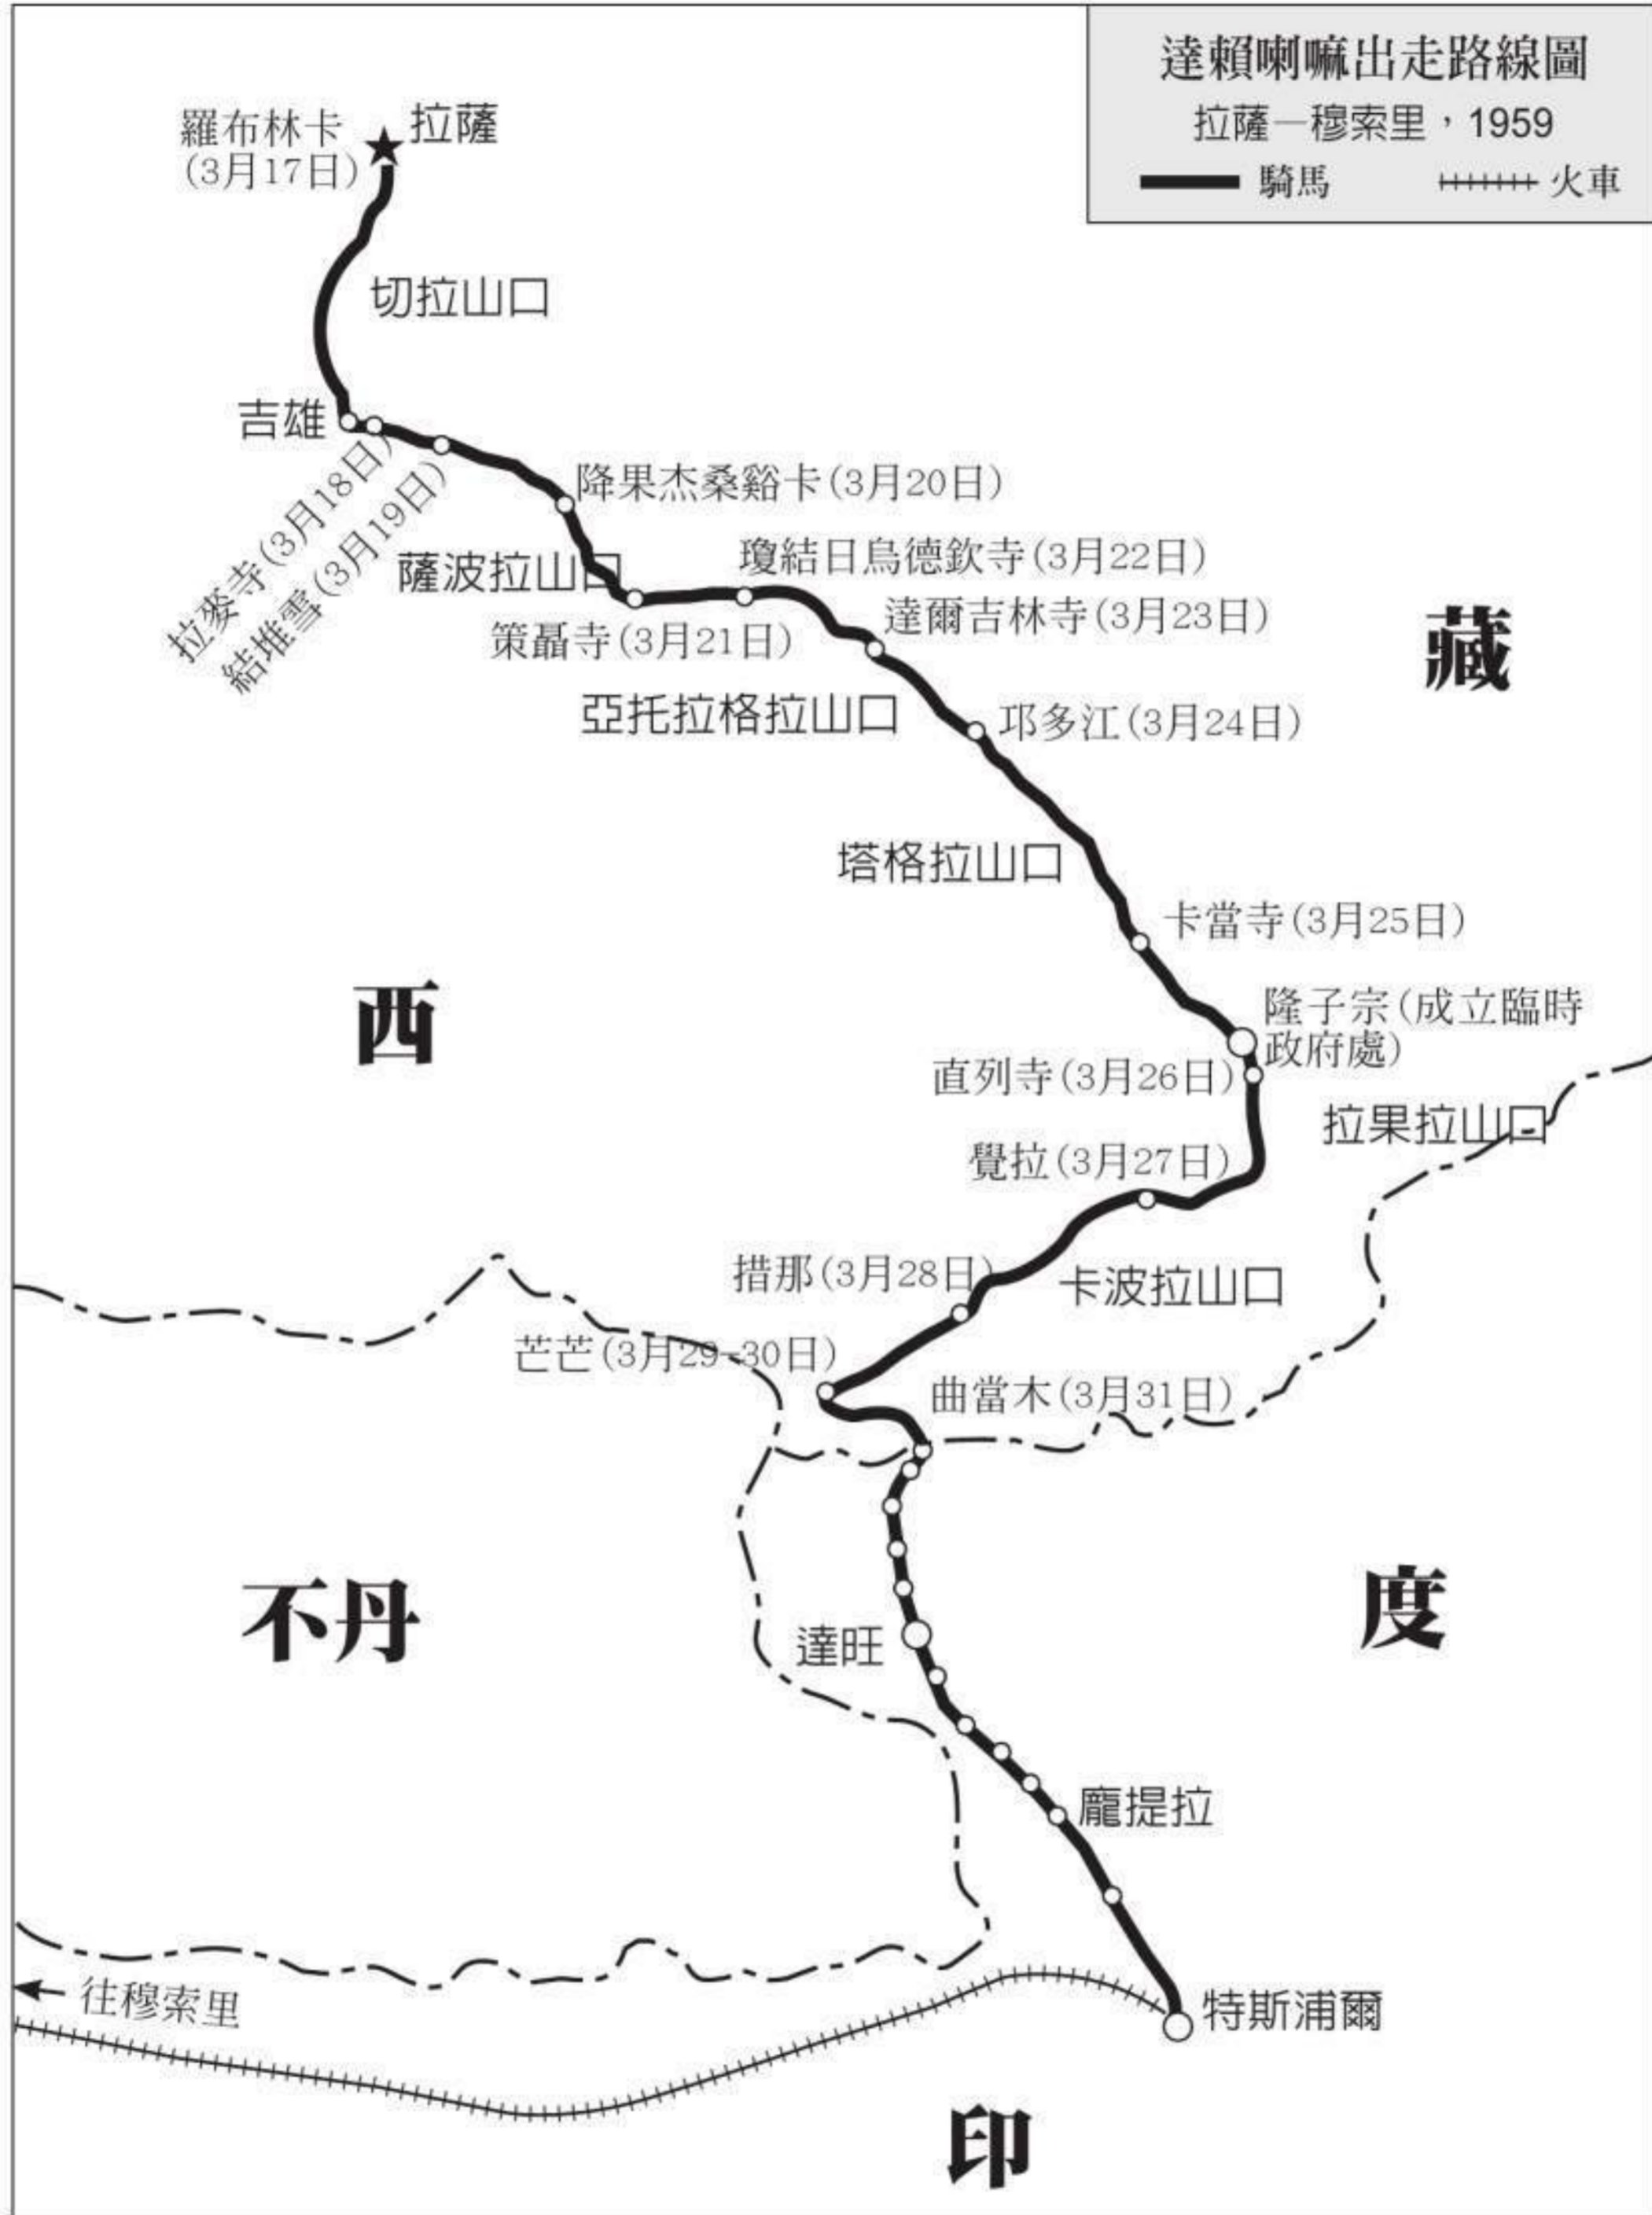 達賴喇嘛出走路線圖
拉薩—穆索里，1959
騎馬
火車
羅布林卡
(3月17日)
拉薩
切拉山口
吉雄
拉麥寺(3月18日)
結堆雪(3月19日)
降果杰桑谿卡(3月20日)
薩波拉山口
瓊結日烏德欽寺(3月22日)
策聶寺(3月21日)
達爾吉林寺(3月23日)
藏
亞托拉格拉山口
邛多江(3月24日)
塔格拉山口
卡當寺(3月25日)
西
隆子宗(成立臨時
政府處)
直列寺(3月26日)
拉果拉山口
覺拉(3月27日)
措那(3月28日)
卡波拉山口
芒芒(3月29-30日)
曲當木(3月31日)
不丹
度
達旺
龐提拉
往穆索里
特斯浦爾
印